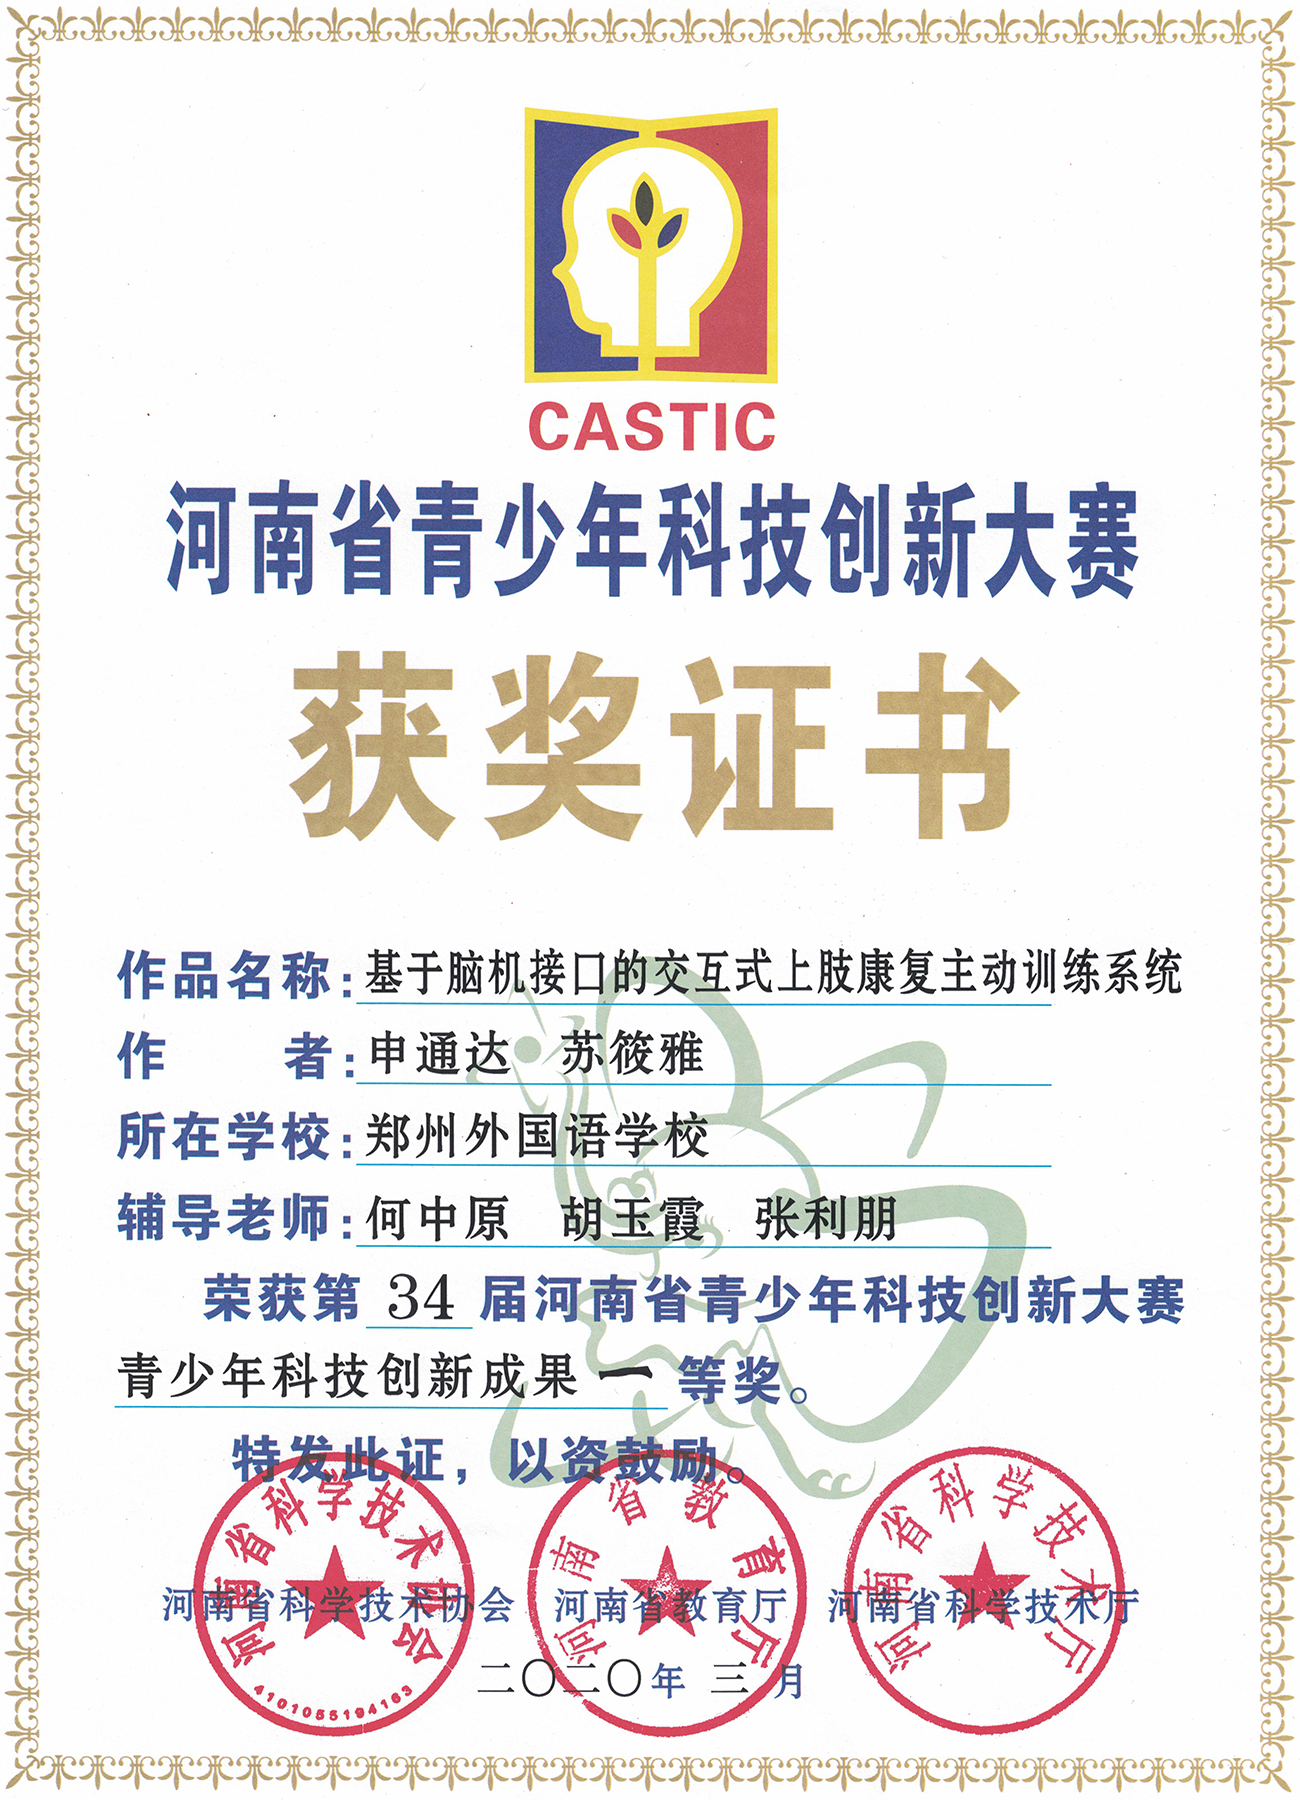 CASTIC
河南省青少年科技创新大赛
获奖证书
作品名称：基于脑机接口的交互式上肢康复主动训练系统
作 者：申通达 苏筱雅
所在学校：郑州外国语学校
辅导老师：何中原 胡玉霞 张利朋
荣获第 34 届河南省青少年科技创新大赛
青少年科技创新成果 一 等奖。
特发此证，以资鼓励。
河南省科学技术协会
河南省教育厅
河南省科学技术厅
4101055194163
河南省科学技术协会 河南省教育厅 河南省科学技术厅
二〇二〇年 三 月